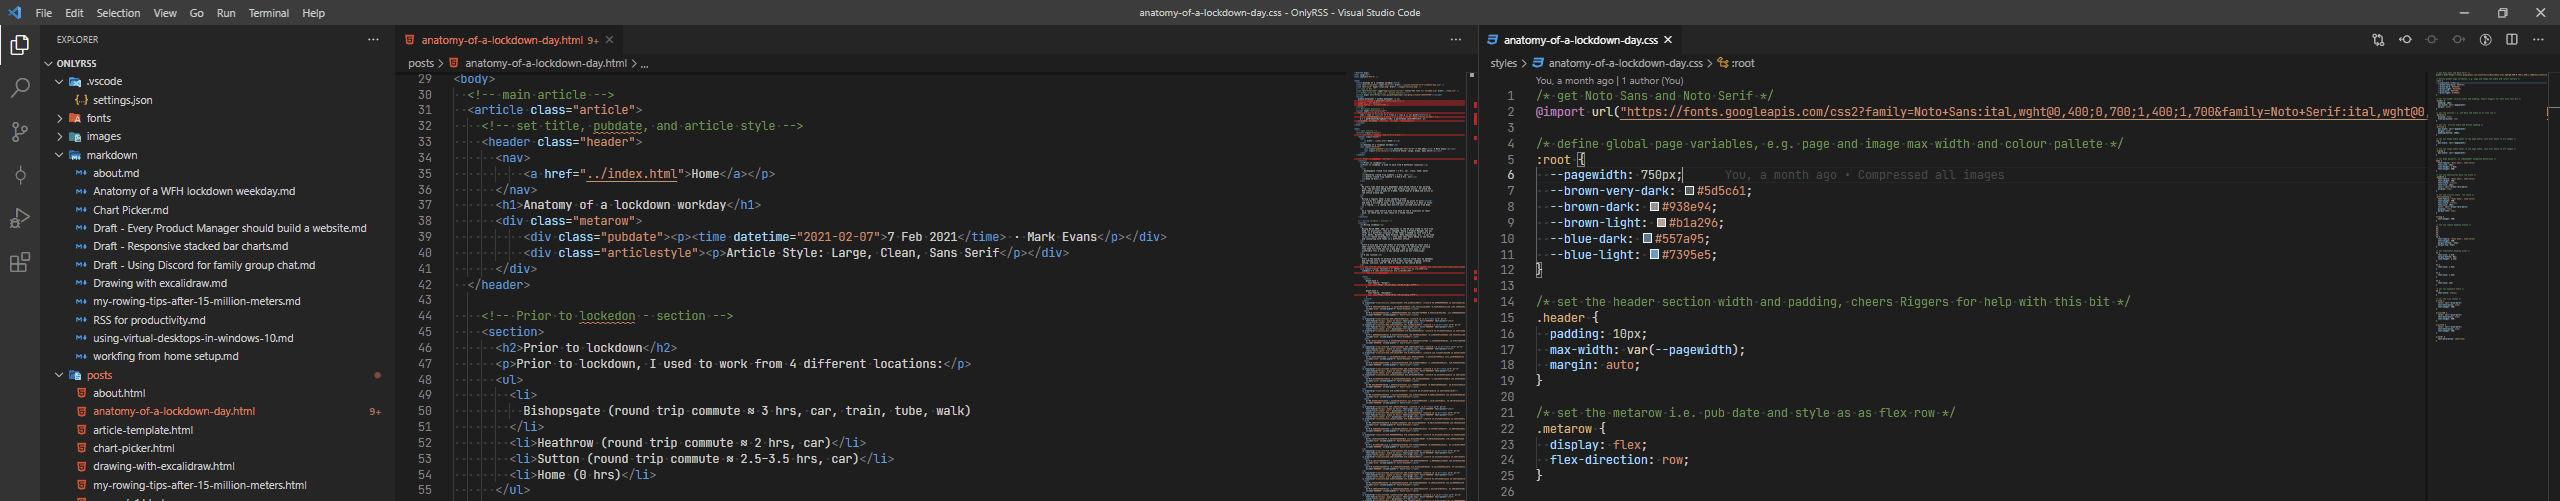 File Edit Selection View Go Run Terminal Help
anatomy-of-a-lockdown-day.css - OnlyRSS - Visual Studio Code
EXPLORER
ONLYRSS
.vscode
settings.json
fonts
images
markdown
about.md
Anatomy of a WFH lockdown weekday.md
Chart Picker.md
Draft - Every Product Manager should build a website.md
Draft - Responsive stacked bar charts.md
Draft - Using Discord for family group chat.md
Drawing with excalidraw.md
my-rowing-tips-after-15-million-meters.md
RSS for productivity.md
using-virtual-desktops-in-windows-10.md
workfing from home setup.md
posts
about.html
anatomy-of-a-lockdown-day.html 9+
article-template.html
chart-picker.html
drawing-with-excalidraw.html
my-rowing-tips-after-15-million-meters.html
anatomy-of-a-lockdown-day.html 9+
posts > anatomy-of-a-lockdown-day.html > ...
29 <body>
30 <!-- main article -->
31 <article class="article">
32 <!-- set title, pubdate, and article style -->
33 <header class="header">
34 <nav>
35 <a href="../index.html">Home</a></p>
36 </nav>
37 <h1>Anatomy of a lockdown workday</h1>
38 <div class="metarow">
39 <div class="pubdate"><p><time datetime="2021-02-07">7 Feb 2021</time> · Mark Evans</p></div>
40 <div class="articlestyle"><p>Article Style: Large, Clean, Sans Serif</p></div>
41 </div>
42 </header>
43
44 <!-- Prior to lockedon - section -->
45 <section>
46 <h2>Prior to lockdown</h2>
47 <p>Prior to lockdown, I used to work from 4 different locations:</p>
48 <ul>
49 <li>
50 Bishopsgate (round trip commute ≈ 3 hrs, car, train, tube, walk)
51 </li>
52 <li>Heathrow (round trip commute ≈ 2 hrs, car)</li>
53 <li>Sutton (round trip commute ≈ 2.5-3.5 hrs, car)</li>
54 <li>Home (0 hrs)</li>
55 </ul>
anatomy-of-a-lockdown-day.css
styles > anatomy-of-a-lockdown-day.css > :root
You, a month ago | 1 author (You)
1 /* get Noto Sans and Noto Serif */
2 @import url("https://fonts.googleapis.com/css2?family=Noto+Sans:ital,wght@0,400;0,700;1,400;1,700&family=Noto+Serif:ital,wght@0,
3
4 /* define global page variables, e.g. page and image max width and colour pallete */
5 :root {
6 --pagewidth: 750px; You, a month ago • Compressed all images
7 --brown-very-dark: #5d5c61;
8 --brown-dark: #938e94;
9 --brown-light: #b1a296;
10 --blue-dark: #557a95;
11 --blue-light: #7395e5;
12 }
13
14 /* set the header section width and padding, cheers Riggers for help with this bit */
15 .header {
16 padding: 10px;
17 max-width: var(--pagewidth);
18 margin: auto;
19 }
20
21 /* set the metarow i.e. pub date and style as as flex row */
22 .metarow {
23 display: flex;
24 flex-direction: row;
25 }
26